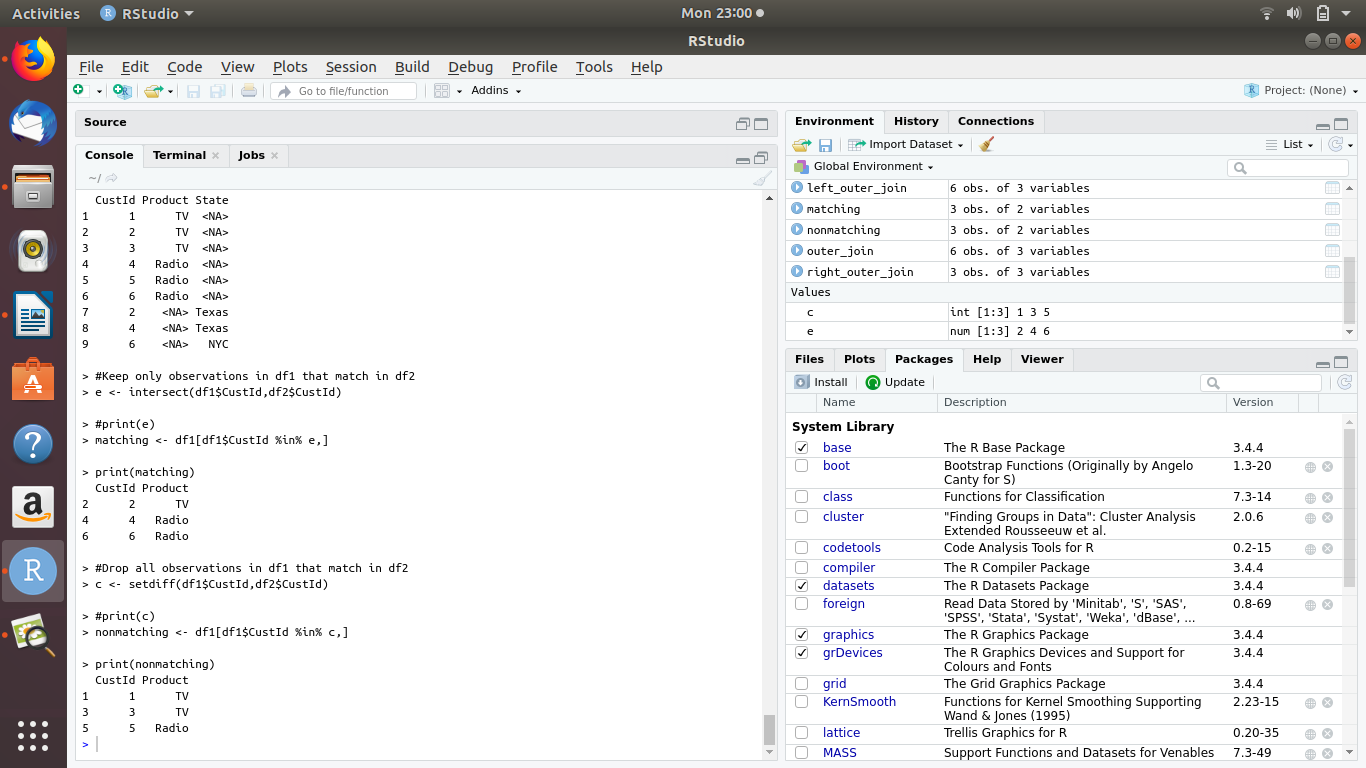 Activities RStudio Mon 23:00
RStudio
File Edit Code View Plots Session Build Debug Profile Tools Help
Go to file/function Addins Project: (None)
Source
Console Terminal Jobs
~/
  CustId Product State
1      1      TV  <NA>
2      2      TV  <NA>
3      3      TV  <NA>
4      4   Radio  <NA>
5      5   Radio  <NA>
6      6   Radio  <NA>
7      2    <NA> Texas
8      4    <NA> Texas
9      6    <NA>   NYC
> #Keep only observations in df1 that match in df2
> e <- intersect(df1$CustId,df2$CustId)
> #print(e)
> matching <- df1[df1$CustId %in% e,]
> print(matching)
  CustId Product
2      2      TV
4      4   Radio
6      6   Radio
> #Drop all observations in df1 that match in df2
> c <- setdiff(df1$CustId,df2$CustId)
> #print(c)
> nonmatching <- df1[df1$CustId %in% c,]
> print(nonmatching)
  CustId Product
1      1      TV
3      3      TV
5      5   Radio
>
Environment History Connections
Import Dataset List
Global Environment
left_outer_join 6 obs. of 3 variables
matching 3 obs. of 2 variables
nonmatching 3 obs. of 2 variables
outer_join 6 obs. of 3 variables
right_outer_join 3 obs. of 3 variables
Values
c int [1:3] 1 3 5
e num [1:3] 2 4 6
Files Plots Packages Help Viewer
Install Update
Name Description Version
System Library
base The R Base Package 3.4.4
boot Bootstrap Functions (Originally by Angelo 1.3-20
Canty for S)
class Functions for Classification 7.3-14
cluster "Finding Groups in Data": Cluster Analysis 2.0.6
Extended Rousseeuw et al.
codetools Code Analysis Tools for R 0.2-15
compiler The R Compiler Package 3.4.4
datasets The R Datasets Package 3.4.4
foreign Read Data Stored by 'Minitab', 'S', 'SAS', 0.8-69
'SPSS', 'Stata', 'Systat', 'Weka', 'dBase', ...
graphics The R Graphics Package 3.4.4
grDevices The R Graphics Devices and Support for 3.4.4
Colours and Fonts
grid The Grid Graphics Package 3.4.4
KernSmooth Functions for Kernel Smoothing Supporting 2.23-15
Wand & Jones (1995)
lattice Trellis Graphics for R 0.20-35
MASS Support Functions and Datasets for Venables 7.3-49